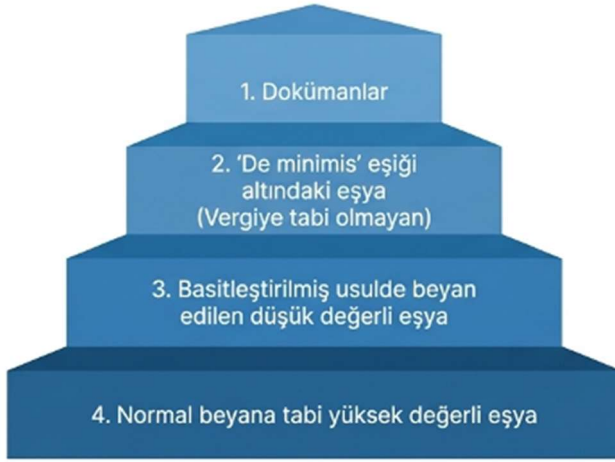 1. Dokümanlar
2. ‘De minimis’ eşiği
altındaki eşya
(Vergiye tabi olmayan)
3. Basitleştirilmiş usulde beyan
edilen düşük değerli eşya
4. Normal beyana tabi yüksek değerli eşya